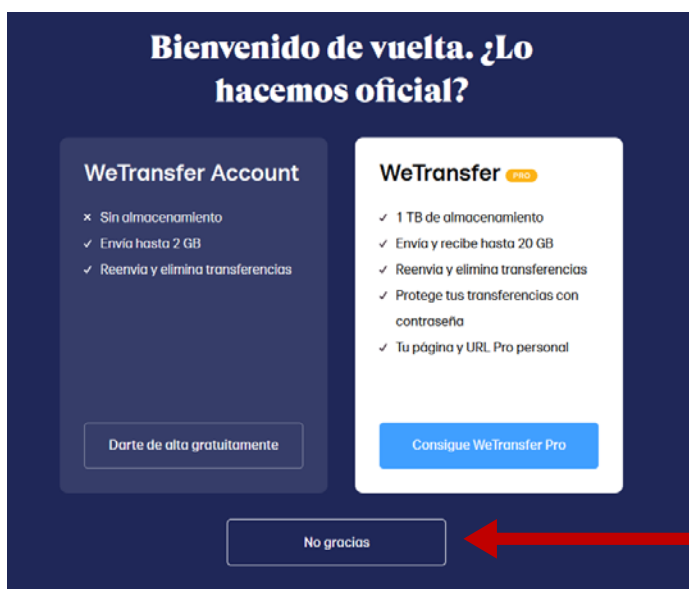 Bienvenido de vuelta. ¿Lo
hacemos oficial?
WeTransfer Account
× Sin almacenamiento
✓ Envía hasta 2 GB
✓ Reenvia y elimina transferencias
Darte de alta gratuitamente
WeTransfer PRO
✓ 1 TB de almacenamiento
✓ Envía y recibe hasta 20 GB
✓ Reenvia y elimina transferencias
✓ Protege tus transferencias con
contraseña
✓ Tu página y URL Pro personal
Consigue WeTransfer Pro
No gracias